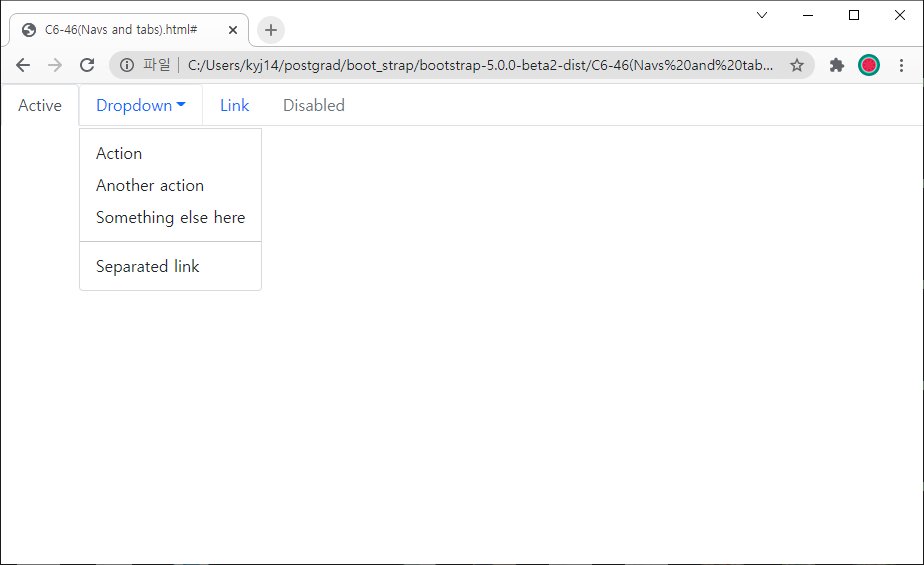 C6-46(Navs and tabs).html#
파일 C:/Users/kyj14/postgrad/boot_strap/bootstrap-5.0.0-beta2-dist/C6-46(Navs%20and%20tab...
Active Dropdown Link Disabled
Action
Another action
Something else here
Separated link